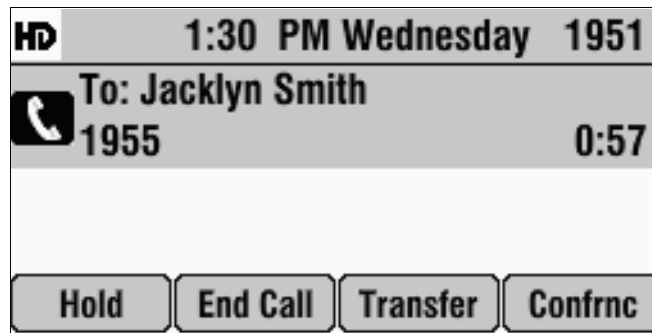 HD 1:30 PM Wednesday 1951
To: Jacklyn Smith
1955 0:57
Hold End Call Transfer Confrnc